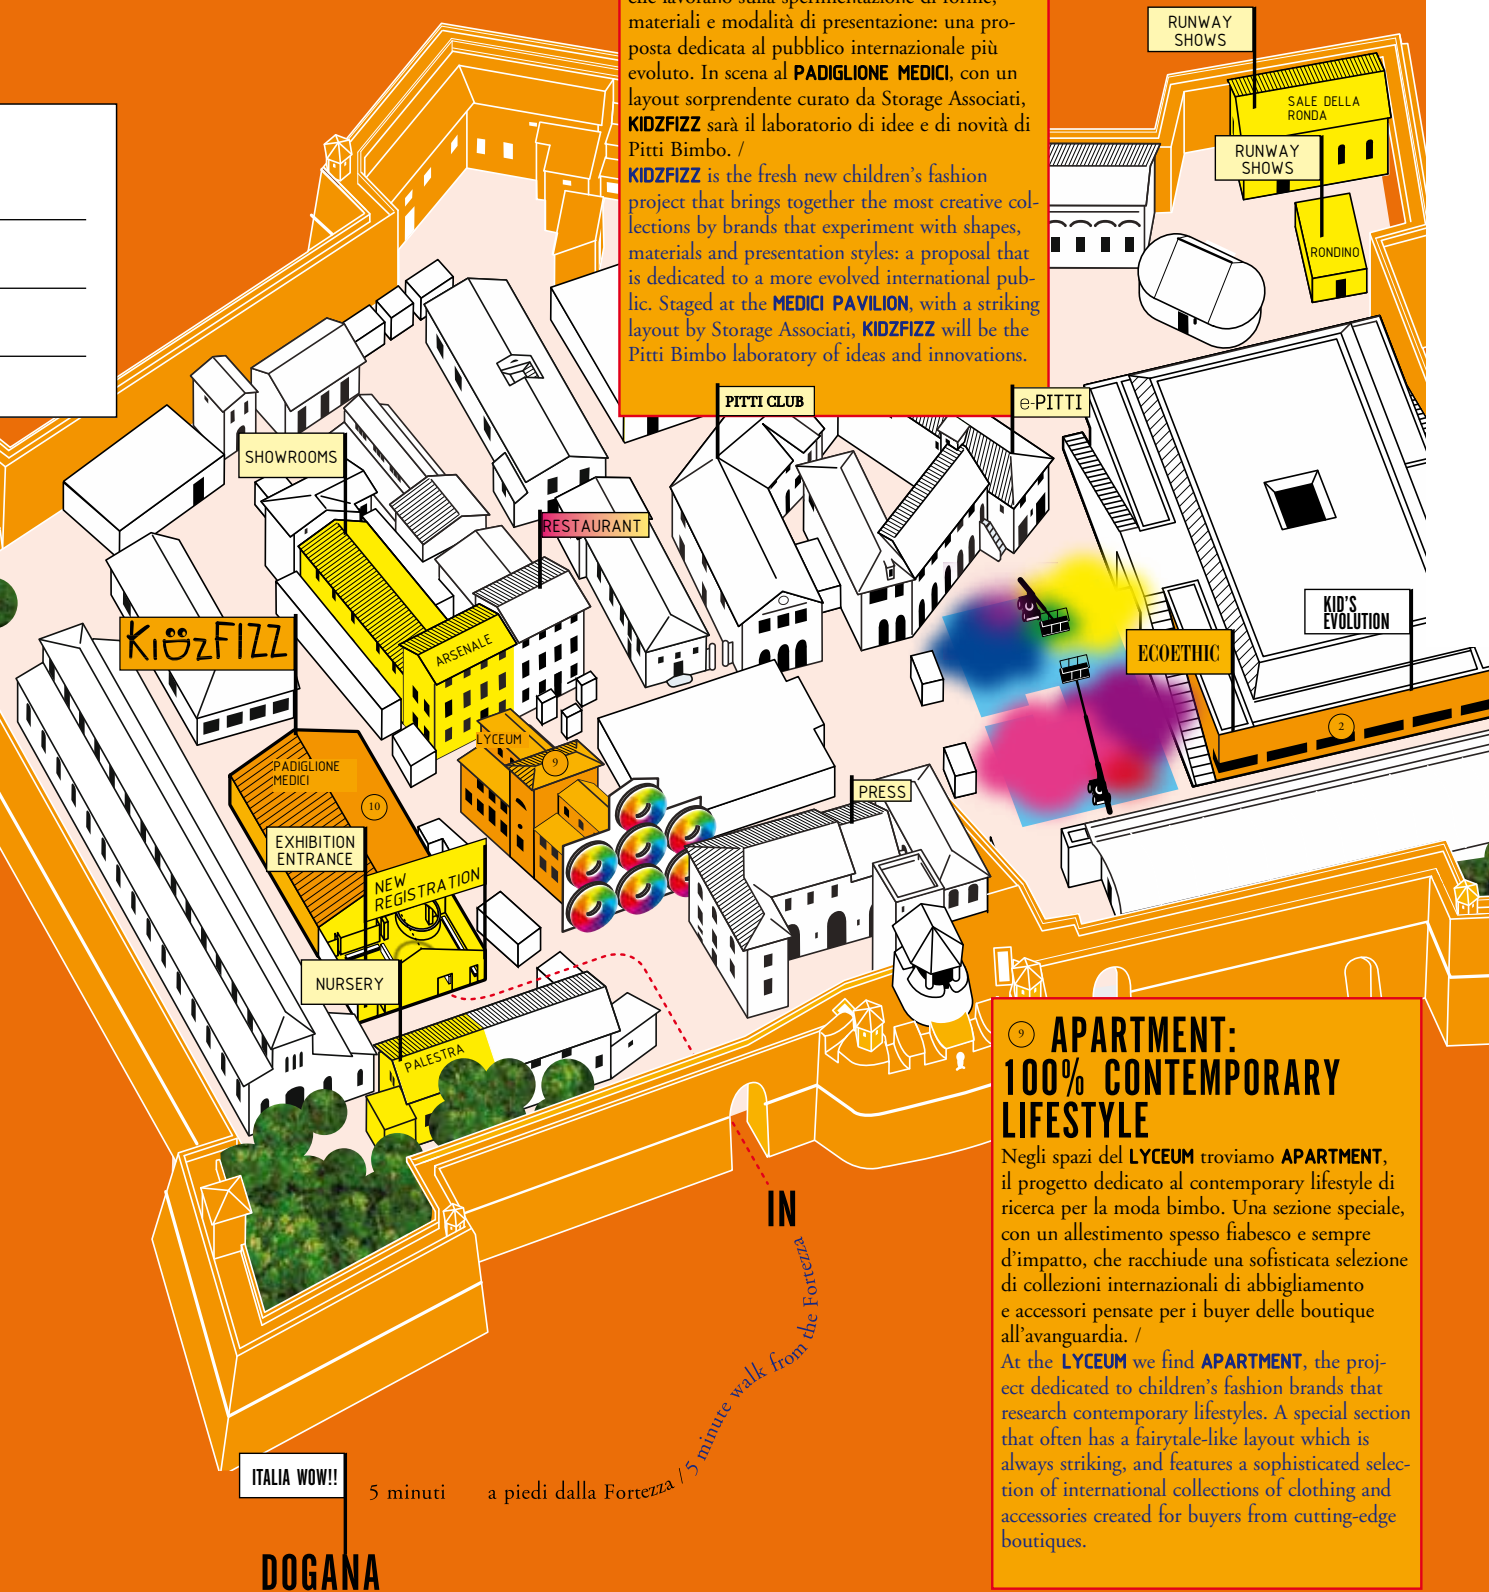 che lavorano sulla sperimentazione di forme,
materiali e modalità di presentazione: una pro-
posta dedicata al pubblico internazionale più
evoluto. In scena al PADIGLIONE MEDICI, con un
layout sorprendente curato da Storage Associati,
KIDZFIZZ sarà il laboratorio di idee e di novità di
Pitti Bimbo. /
KIDZFIZZ is the fresh new children’s fashion
project that brings together the most creative col-
lections by brands that experiment with shapes,
materials and presentation styles: a proposal that
is dedicated to a more evolved international pub-
lic. Staged at the MEDICI PAVILION, with a striking
layout by Storage Associati, KIDZFIZZ will be the
Pitti Bimbo laboratory of ideas and innovations.
RUNWAY
SHOWS
SALE DELLA
RONDA
RUNWAY
SHOWS
RONDINO
PITTI CLUB
e-PITTI
SHOWROOMS
RESTAURANT
KID'S
EVOLUTION
KIDZFIZZ
ARSENALE
ECOETHIC
2
LYCEUM
9
PADIGLIONE
MEDICI
10
PRESS
EXHIBITION
ENTRANCE
NEW
REGISTRATION
NURSERY
PALESTRA
IN
9 APARTMENT:
100% CONTEMPORARY
LIFESTYLE
Negli spazi del LYCEUM troviamo APARTMENT,
il progetto dedicato al contemporary lifestyle di
ricerca per la moda bimbo. Una sezione speciale,
con un allestimento spesso fiabesco e sempre
d’impatto, che racchiude una sofisticata selezione
di collezioni internazionali di abbigliamento
e accessori pensate per i buyer delle boutique
all’avanguardia. /
At the LYCEUM we find APARTMENT, the proj-
ect dedicated to children’s fashion brands that
research contemporary lifestyles. A special section
that often has a fairytale-like layout which is
always striking, and features a sophisticated selec-
tion of international collections of clothing and
accessories created for buyers from cutting-edge
boutiques.
ITALIA WOW!!
5 minuti a piedi dalla Fortezza / 5 minute walk from the Fortezza
DOGANA